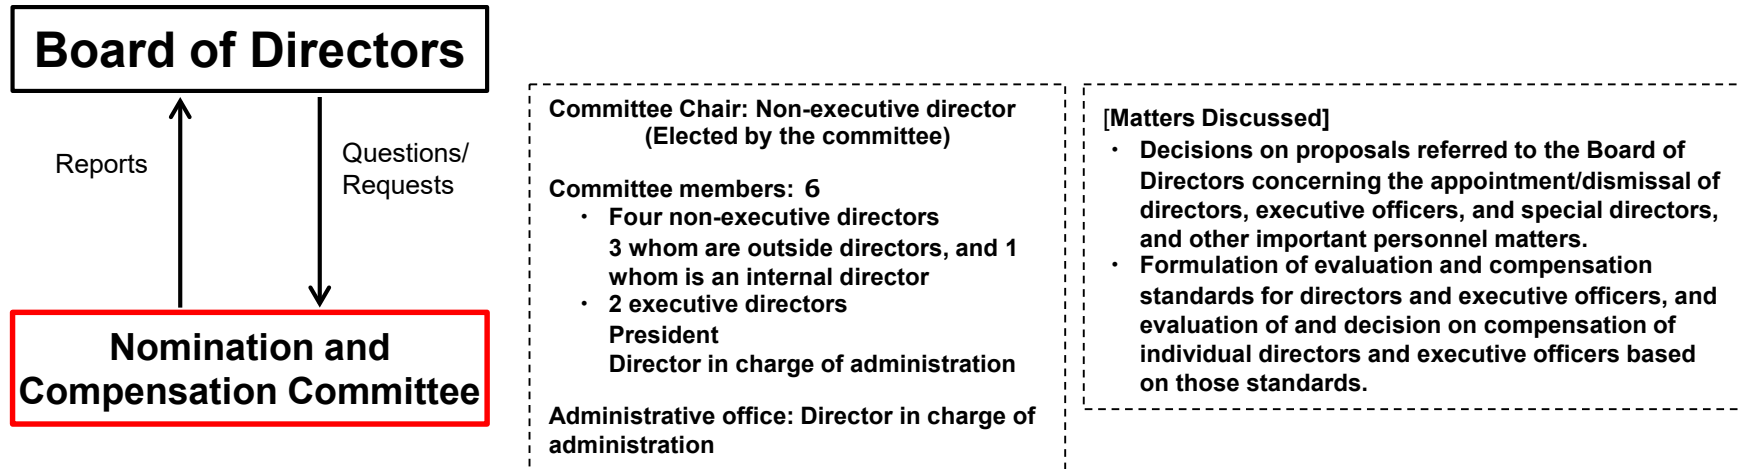 Board of Directors
Reports
Questions/
Requests
Nomination and
Compensation Committee
Committee Chair: Non-executive director
(Elected by the committee)
Committee members: 6
・ Four non-executive directors
3 whom are outside directors, and 1
whom is an internal director
・ 2 executive directors
President
Director in charge of administration
Administrative office: Director in charge of
administration
[Matters Discussed]
・ Decisions on proposals referred to the Board of
Directors concerning the appointment/dismissal of
directors, executive officers, and special directors,
and other important personnel matters.
・ Formulation of evaluation and compensation
standards for directors and executive officers, and
evaluation of and decision on compensation of
individual directors and executive officers based
on those standards.